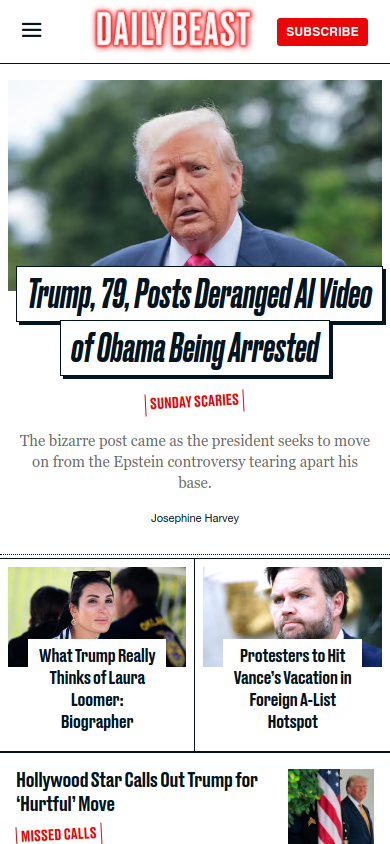 DAILY BEAST
SUBSCRIBE
Trump, 79, Posts Deranged AI Video
of Obama Being Arrested
SUNDAY SCARIES
The bizarre post came as the president seeks to move
on from the Epstein controversy tearing apart his
base.
Josephine Harvey
What Trump Really
Thinks of Laura
Loomer:
Biographer
Protesters to Hit
Vance's Vacation in
Foreign A-List
Hotspot
Hollywood Star Calls Out Trump for
‘Hurtful’ Move
MISSED CALLS